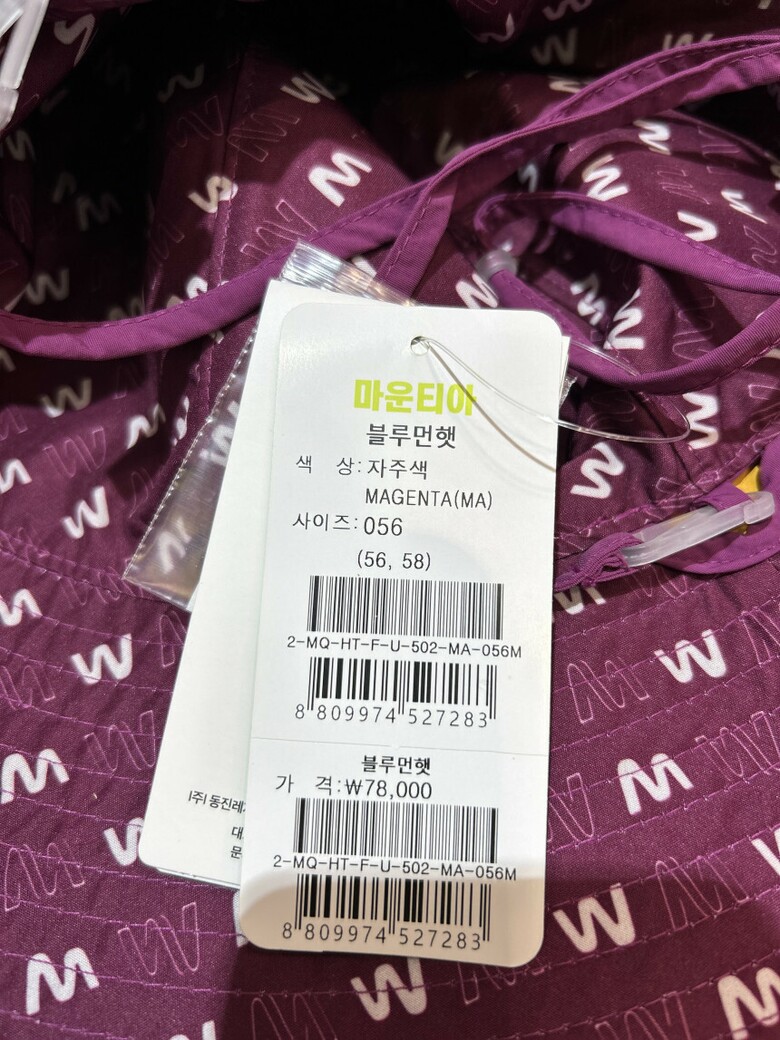 마운티아
블루먼햇
색 상:자주색
MAGENTA(MA)
사이즈:056
(56, 58)
2-MQ-HT-F-U-502-MA-056M
8 809974 527283
블루먼햇
가 격:₩78,000
2-MQ-HT-F-U-502-MA-056M
8 809974 527283
(주) 동진레
대
문